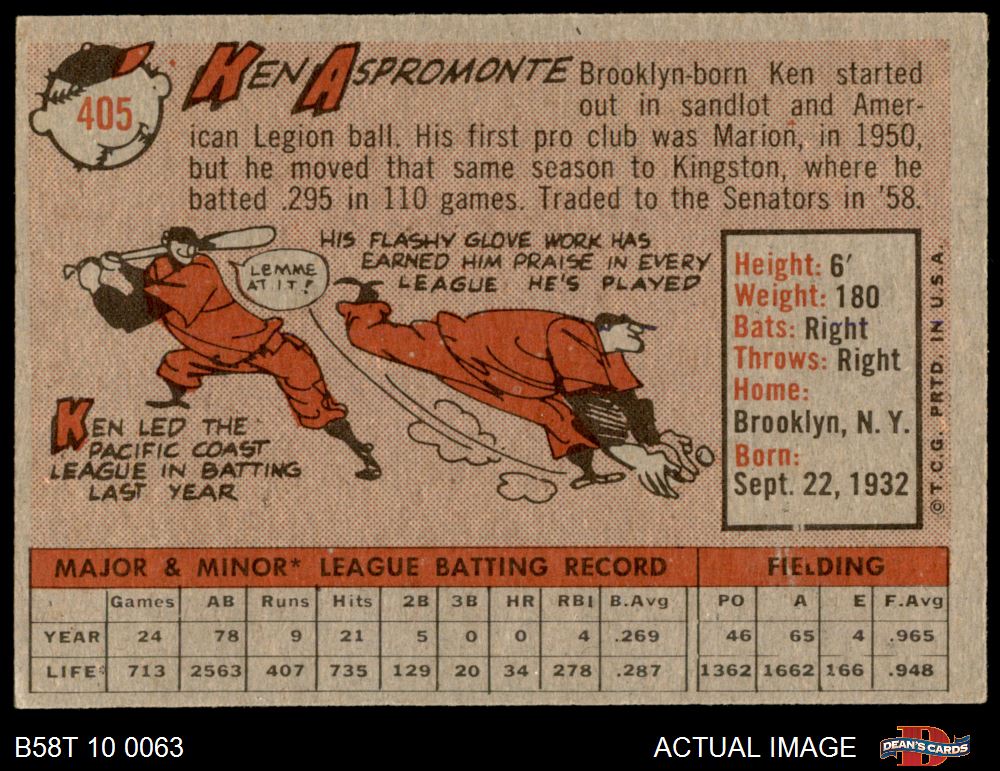 405
KEN ASPROMONTE Brooklyn-born Ken started
out in sandlot and Amer-
ican Legion ball. His first pro club was Marion, in 1950,
but he moved that same season to Kingston, where he
batted .295 in 110 games. Traded to the Senators in '58.
HIS FLASHY GLOVE WORK HAS
EARNED HIM PRAISE IN EVERY
LEAGUE HE'S PLAYED
LEMME
AT IT!
KEN LED THE
PACIFIC COAST
LEAGUE IN BATTING
LAST YEAR
Height: 6'
Weight: 180
Bats: Right
Throws: Right
Home:
Brooklyn, N. Y.
Born:
Sept. 22, 1932
© T.C.G. PRTD. IN U.S.A.
MAJOR & MINOR* LEAGUE BATTING RECORD FIELDING
Games AB Runs Hits 2B 3B HR RBI B.Avg PO A E F.Avg
YEAR 24 78 9 21 5 0 0 4 .269 46 65 4 .965
LIFE* 713 2563 407 735 129 20 34 278 .287 1362 1662 166 .948
B58T 10 0063
ACTUAL IMAGE
DEAN'S CARDS